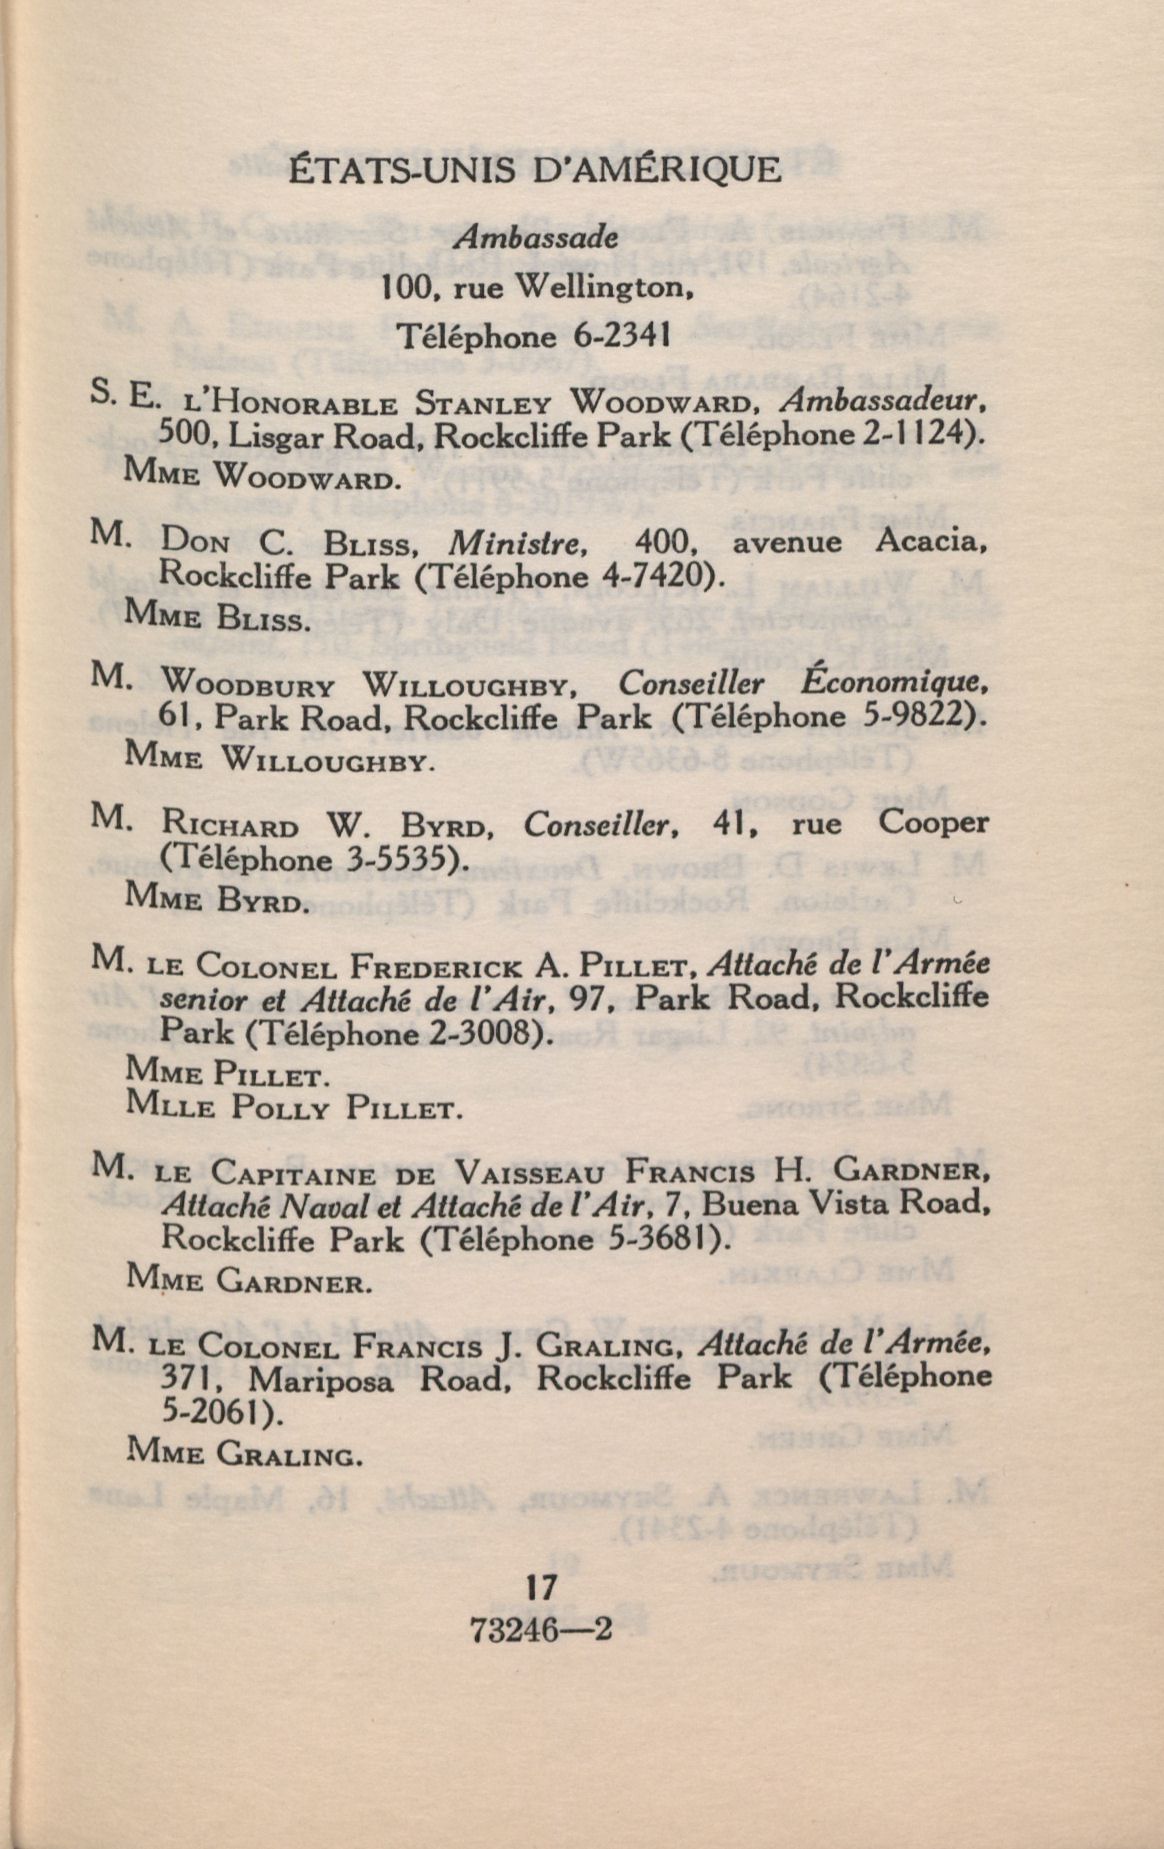 ÉTATS-UNIS D'AMÉRIQUE
Ambassade
100, rue Wellington,
Téléphone 6-2341
S. E. L'HONORABLE STANLEY WOODWARD, Ambassadeur,
500, Lisgar Road, Rockcliffe Park (Téléphone 2-1124).
MME WOODWARD.
M. DON C. BLISS, Ministre, 400, avenue Acacia,
Rockcliffe Park (Téléphone 4-7420).
MME BLISS.
M. WOODBURY WILLOUGHBY, Conseiller Économique,
61, Park Road, Rockcliffe Park (Téléphone 5-9822).
MME WILLOUGHBY.
M. RICHARD W. BYRD, Conseiller, 41, rue Cooper
(Téléphone 3-5535).
MME BYRD.
M. LE COLONEL FREDERICK A. PILLET, Attaché de l'Armée
senior et Attaché de l'Air, 97, Park Road, Rockcliffe
Park (Téléphone 2-3008).
MME PILLET.
MLLE POLLY PILLET.
M. LE CAPITAINE DE VAISSEAU FRANCIS H. GARDNER,
Attaché Naval et Attaché de l'Air, 7, Buena Vista Road,
Rockcliffe Park (Téléphone 5-3681).
MME GARDNER.
M. LE COLONEL FRANCIS J. GRALING, Attaché de l'Armée,
371, Mariposa Road, Rockcliffe Park (Téléphone
5-2061).
MME GRALING.
17
73246—2